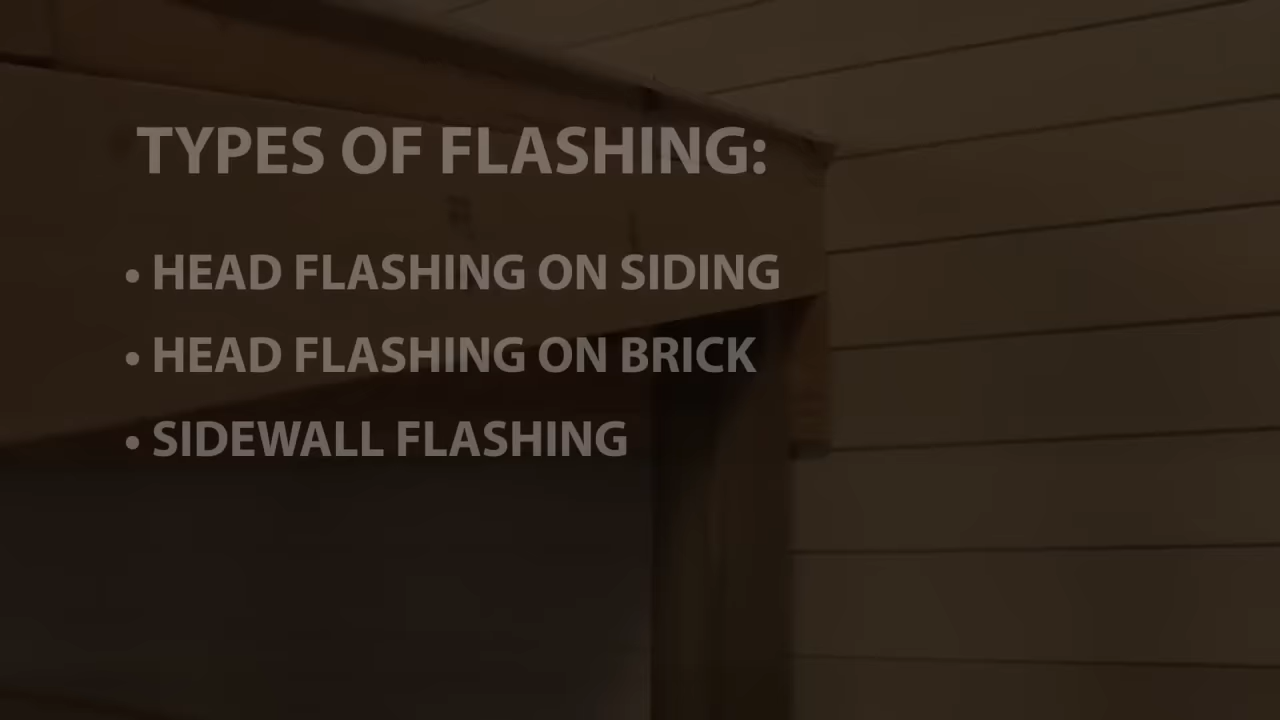 TYPES OF FLASHING:
• HEAD FLASHING ON SIDING
• HEAD FLASHING ON BRICK
• SIDEWALL FLASHING